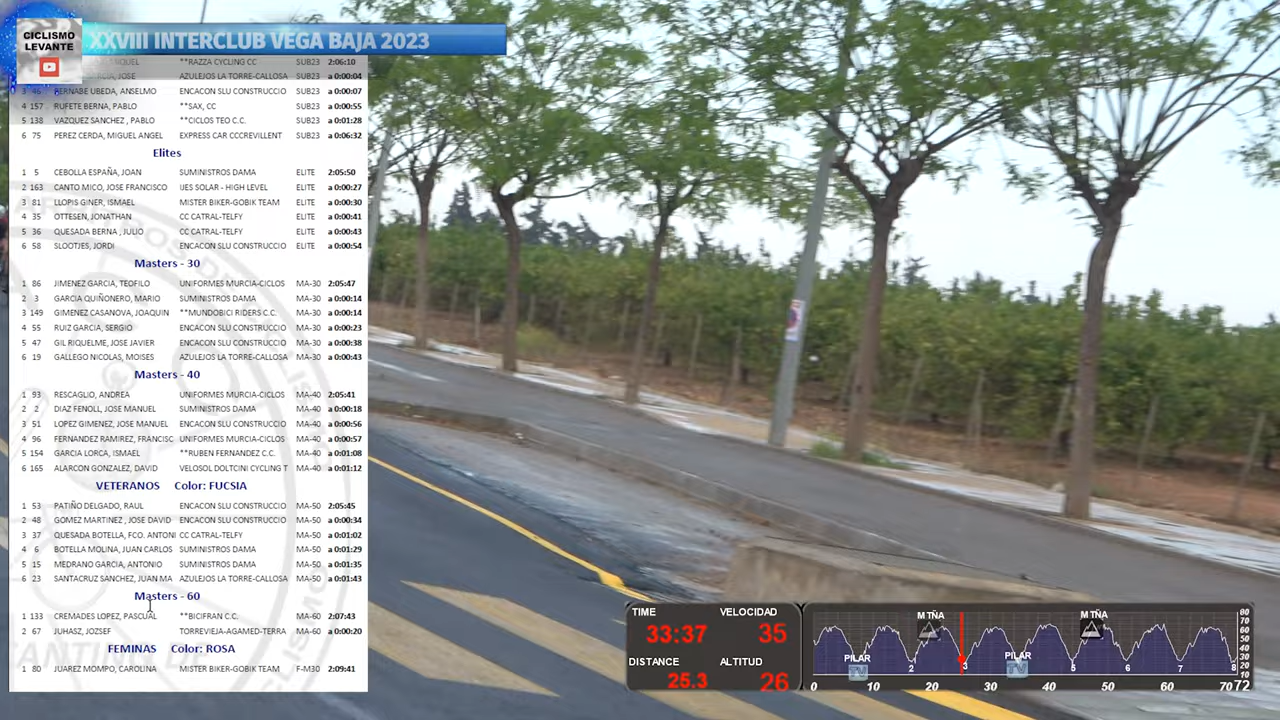 CICLISMO
LEVANTE
XXVIII INTERCLUB VEGA BAJA 2023
**RAZZA CYCLING CC SUB23 2:06:10
JOSE AZULEJOS LA TORRE-CALLOSA SUB23 a 0:00:04
3 46 BERNABE UBEDA, ANSELMO ENCACON SLU CONSTRUCCIO SUB23 a 0:00:07
4 157 RUFETE BERNA, PABLO **SAX, CC SUB23 a 0:00:55
5 138 VAZQUEZ SANCHEZ , PABLO **CICLOS TEO C.C. SUB23 a 0:01:28
6 75 PEREZ CERDA, MIGUEL ANGEL EXPRESS CAR CCCREVILLENT SUB23 a 0:06:32
Elites
1 5 CEBOLLA ESPAÑA, JOAN SUMINISTROS DAMA ELITE 2:05:50
2 163 CANTO MICO, JOSE FRANCISCO IJES SOLAR - HIGH LEVEL ELITE a 0:00:27
3 81 LLOPIS GINER, ISMAEL MISTER BIKER-GOBIK TEAM ELITE a 0:00:30
4 35 OTTESEN, JONATHAN CC CATRAL-TELFY ELITE a 0:00:41
5 36 QUESADA BERNA , JULIO CC CATRAL-TELFY ELITE a 0:00:43
6 58 SLOOTJES, JORDI ENCACON SLU CONSTRUCCIO ELITE a 0:00:54
Masters - 30
1 86 JIMENEZ GARCIA, TEOFILO UNIFORMES MURCIA-CICLOS MA-30 2:05:47
2 3 GARCIA QUIÑONERO, MARIO SUMINISTROS DAMA MA-30 a 0:00:14
3 149 GIMENEZ CASANOVA, JOAQUIN **MUNDOBICI RIDERS C.C. MA-30 a 0:00:14
4 55 RUIZ GARCIA, SERGIO ENCACON SLU CONSTRUCCIO MA-30 a 0:00:23
5 47 GIL RIQUELME, JOSE JAVIER ENCACON SLU CONSTRUCCIO MA-30 a 0:00:38
6 19 GALLEGO NICOLAS, MOISES AZULEJOS LA TORRE-CALLOSA MA-30 a 0:00:43
Masters - 40
1 93 RESCAGLIO, ANDREA UNIFORMES MURCIA-CICLOS MA-40 2:05:41
2 2 DIAZ FENOLL, JOSE MANUEL SUMINISTROS DAMA MA-40 a 0:00:18
3 51 LOPEZ GIMENEZ, JOSE MANUEL ENCACON SLU CONSTRUCCIO MA-40 a 0:00:56
4 96 FERNANDEZ RAMIREZ, FRANCISC UNIFORMES MURCIA-CICLOS MA-40 a 0:00:57
5 154 GARCIA LORCA, ISMAEL **RUBEN FERNANDEZ C.C. MA-40 a 0:01:08
6 165 ALARCON GONZALEZ, DAVID VELOSOL DOLTCINI CYCLING T MA-40 a 0:01:12
VETERANOS Color: FUCSIA
1 53 PATIÑO DELGADO, RAUL ENCACON SLU CONSTRUCCIO MA-50 2:05:45
2 48 GOMEZ MARTINEZ , JOSE DAVID ENCACON SLU CONSTRUCCIO MA-50 a 0:00:34
3 37 QUESADA BOTELLA, FCO. ANTONI CC CATRAL-TELFY MA-50 a 0:01:02
4 6 BOTELLA MOLINA, JUAN CARLOS SUMINISTROS DAMA MA-50 a 0:01:29
5 15 MEDRANO GARCIA, ANTONIO SUMINISTROS DAMA MA-50 a 0:01:35
6 23 SANTACRUZ SANCHEZ, JUAN MA AZULEJOS LA TORRE-CALLOSA MA-50 a 0:01:43
Masters - 60
1 133 CREMADES LOPEZ, PASCUAL **BICIFRAN C.C. MA-60 2:07:43
2 67 JUHASZ, JOZSEF TORREVIEJA-AGAMED-TERRA MA-60 a 0:00:20
FEMINAS Color: ROSA
1 80 JUAREZ MOMPO, CAROLINA MISTER BIKER-GOBIK TEAM F-M30 2:09:41
TIME VELOCIDAD
33:37 35
DISTANCE ALTITUD
25.3 26
M TÑA M TÑA
PILAR PILAR
TV TV
2 3 5 6 7 8
80
70
60
50
40
30
20
10
0 10 20 30 40 50 60 70 72